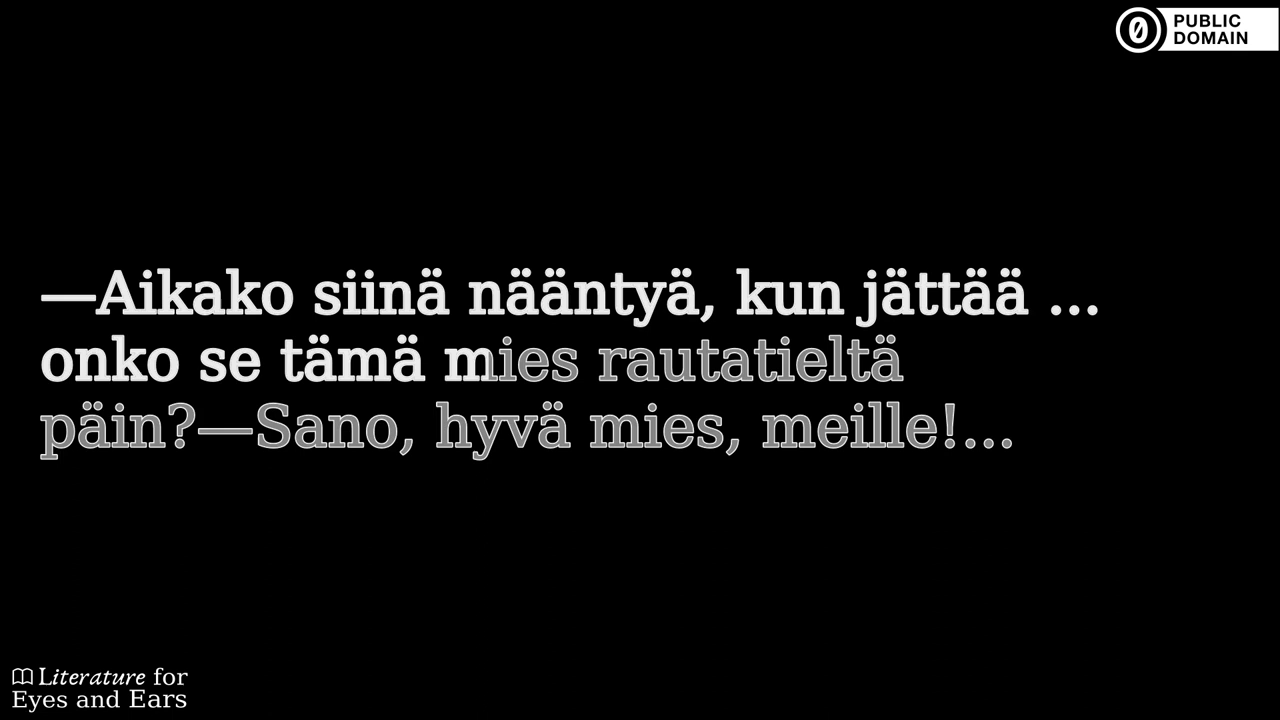 PUBLIC
DOMAIN
—Aikako siinä nääntyä, kun jättää ...
onko se tämä mies rautatieltä
päin?—Sano, hyvä mies, meille!...
Literature for
Eyes and Ears